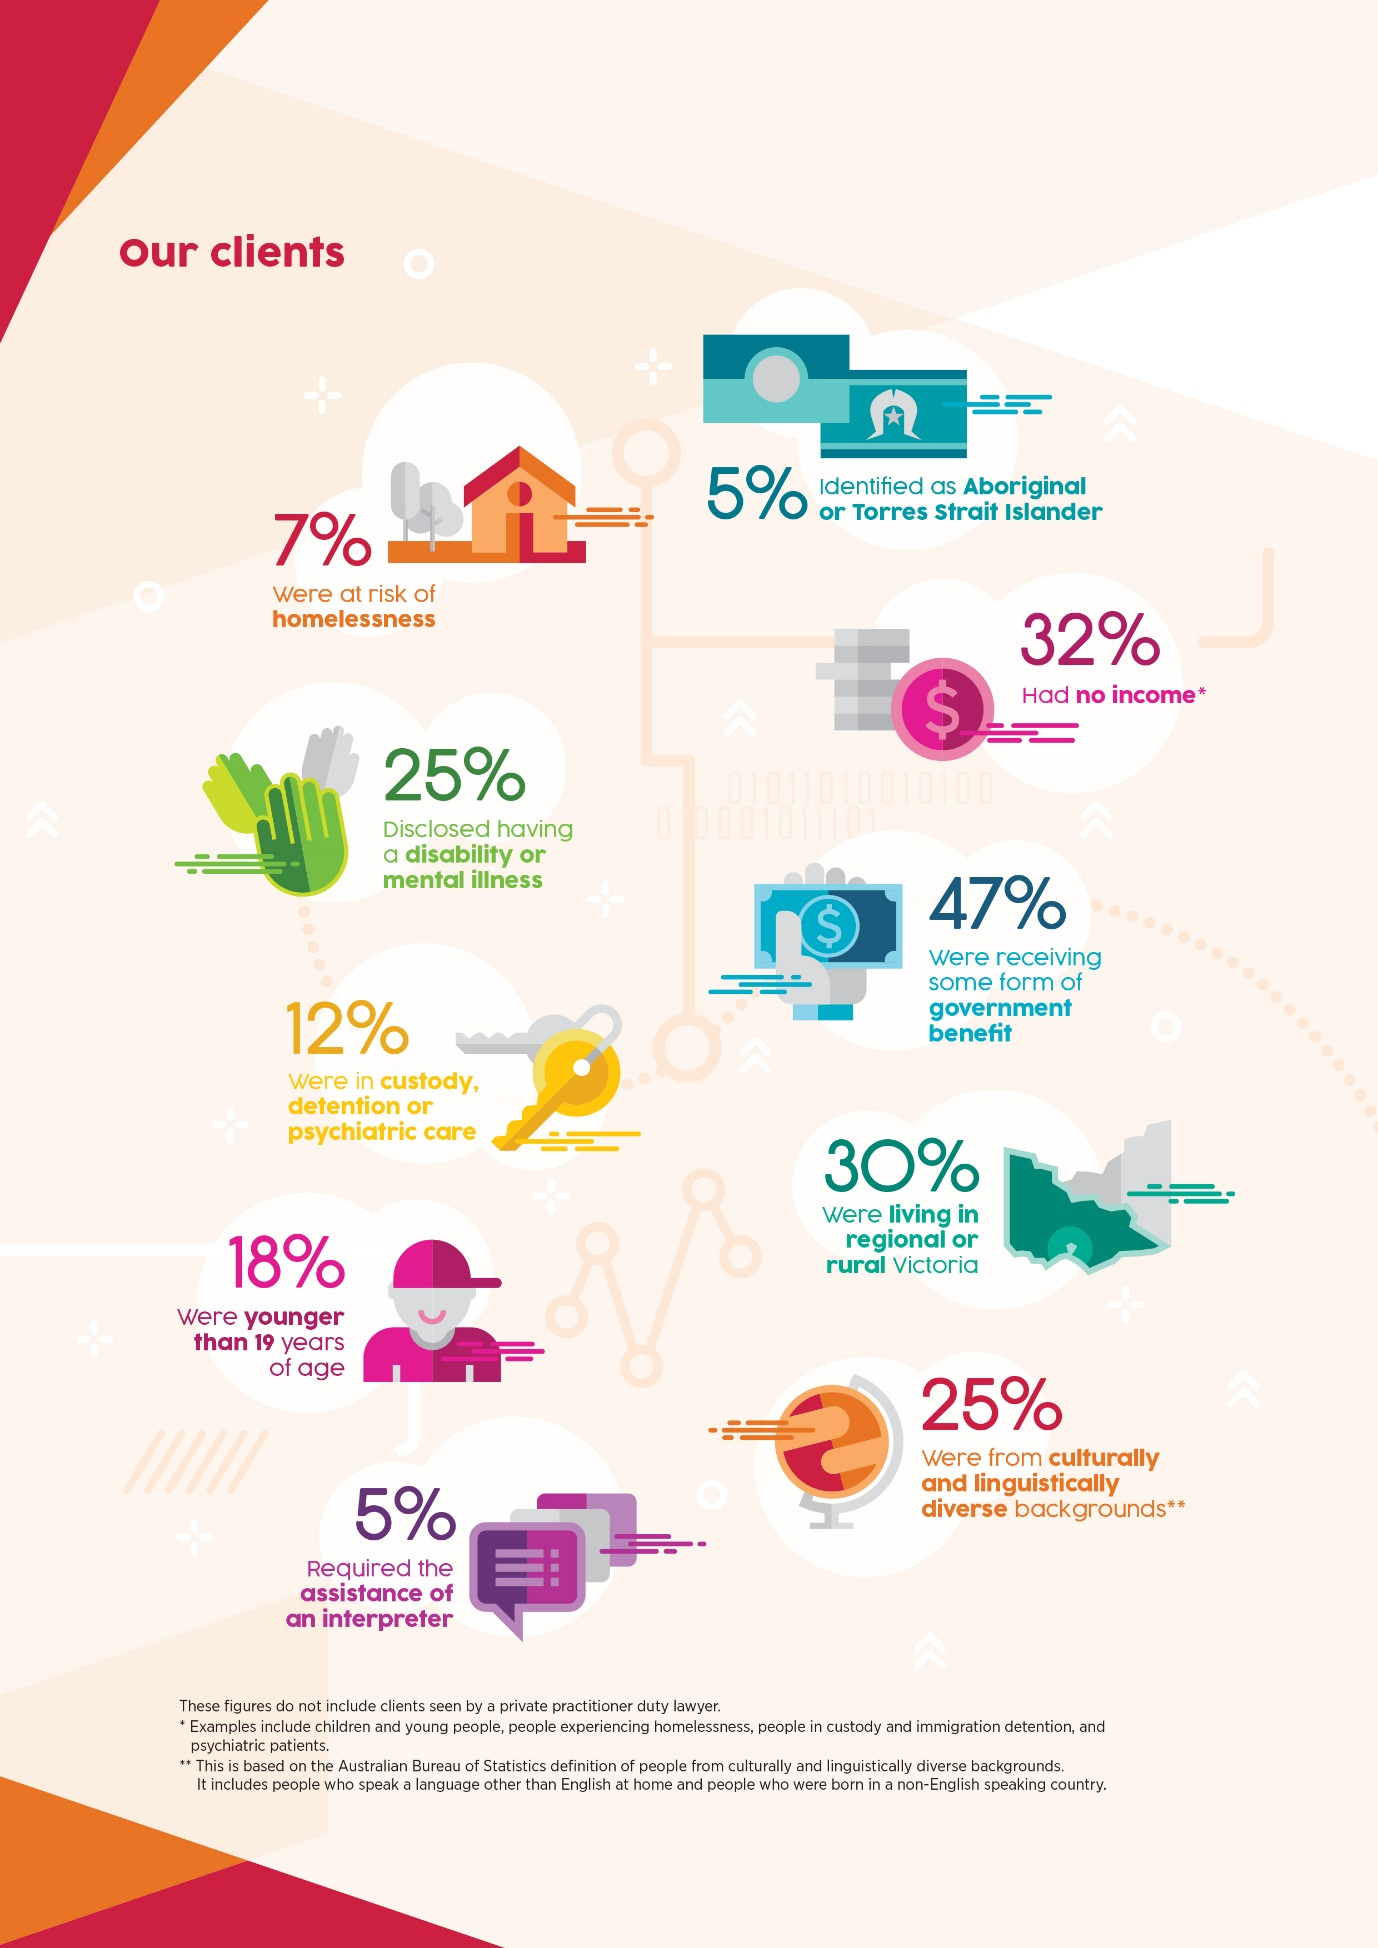 our clients
5%
Identified as Aboriginal
or Torres Strait Islander
7%
Were at risk of
homelessness
32%
Had no income*
25%
Disclosed having
a disability or
mental illness
0101101001010100
01000101110 1
47%
Were receiving
some form of
government
benefit
12%
Were in custody,
detention or
psychiatric care
30%
Were living in
regional or
rural Victoria
18%
Were younger
than 19 years
of age
25%
Were from culturally
and linguistically
diverse backgrounds**
5%
Required the
assistance of
an interpreter
These figures do not include clients seen by a private practitioner duty lawyer.
* Examples include children and young people, people experiencing homelessness, people in custody and immigration detention, and
psychiatric patients.
** This is based on the Australian Bureau of Statistics definition of people from culturally and linguistically diverse backgrounds.
It includes people who speak a language other than English at home and people who were born in a non-English speaking country.